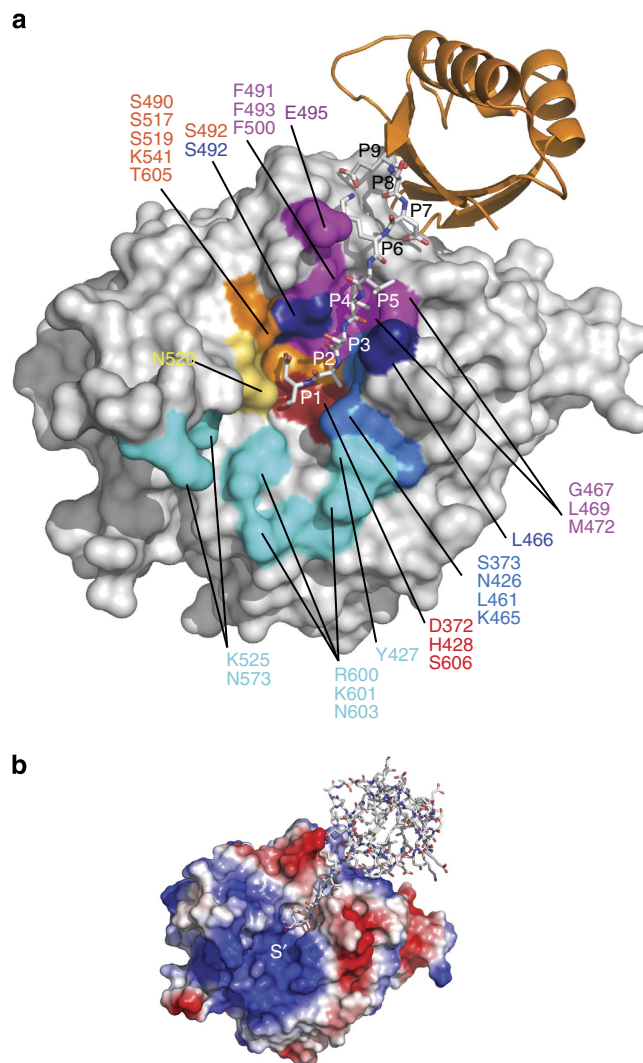 a
F491
F493
F500
E495
S490
S517
S519
K541
T605
S492
S492
P9
P8
P7
P6
P5
P4
P3
P2
P1
N520
G467
L469
M472
L466
S373
N426
L461
K465
D372
H428
S606
Y427
K525
N573
R600
K601
N603
b
S′